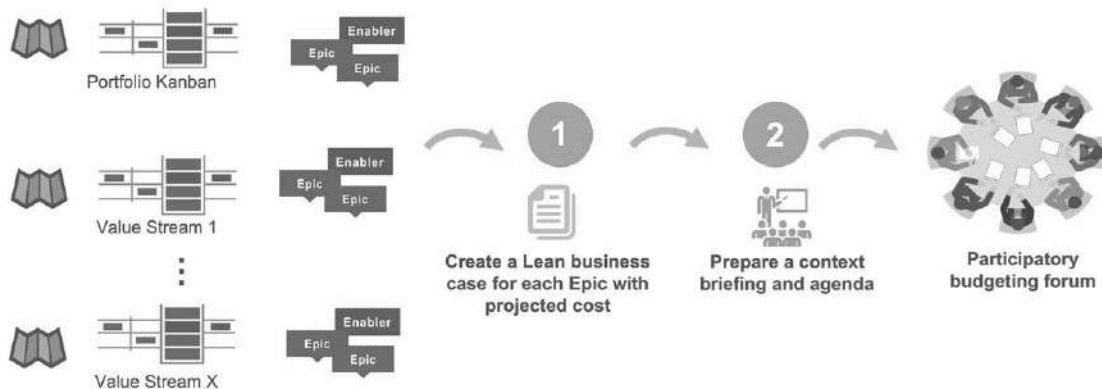 Enabler
Epic
Epic
Portfolio Kanban
Enabler
Epic
Epic
Value Stream 1
Enabler
Epic
Epic
Value Stream X
1
Create a Lean business
case for each Epic with
projected cost
2
Prepare a context
briefing and agenda
Participatory
budgeting forum